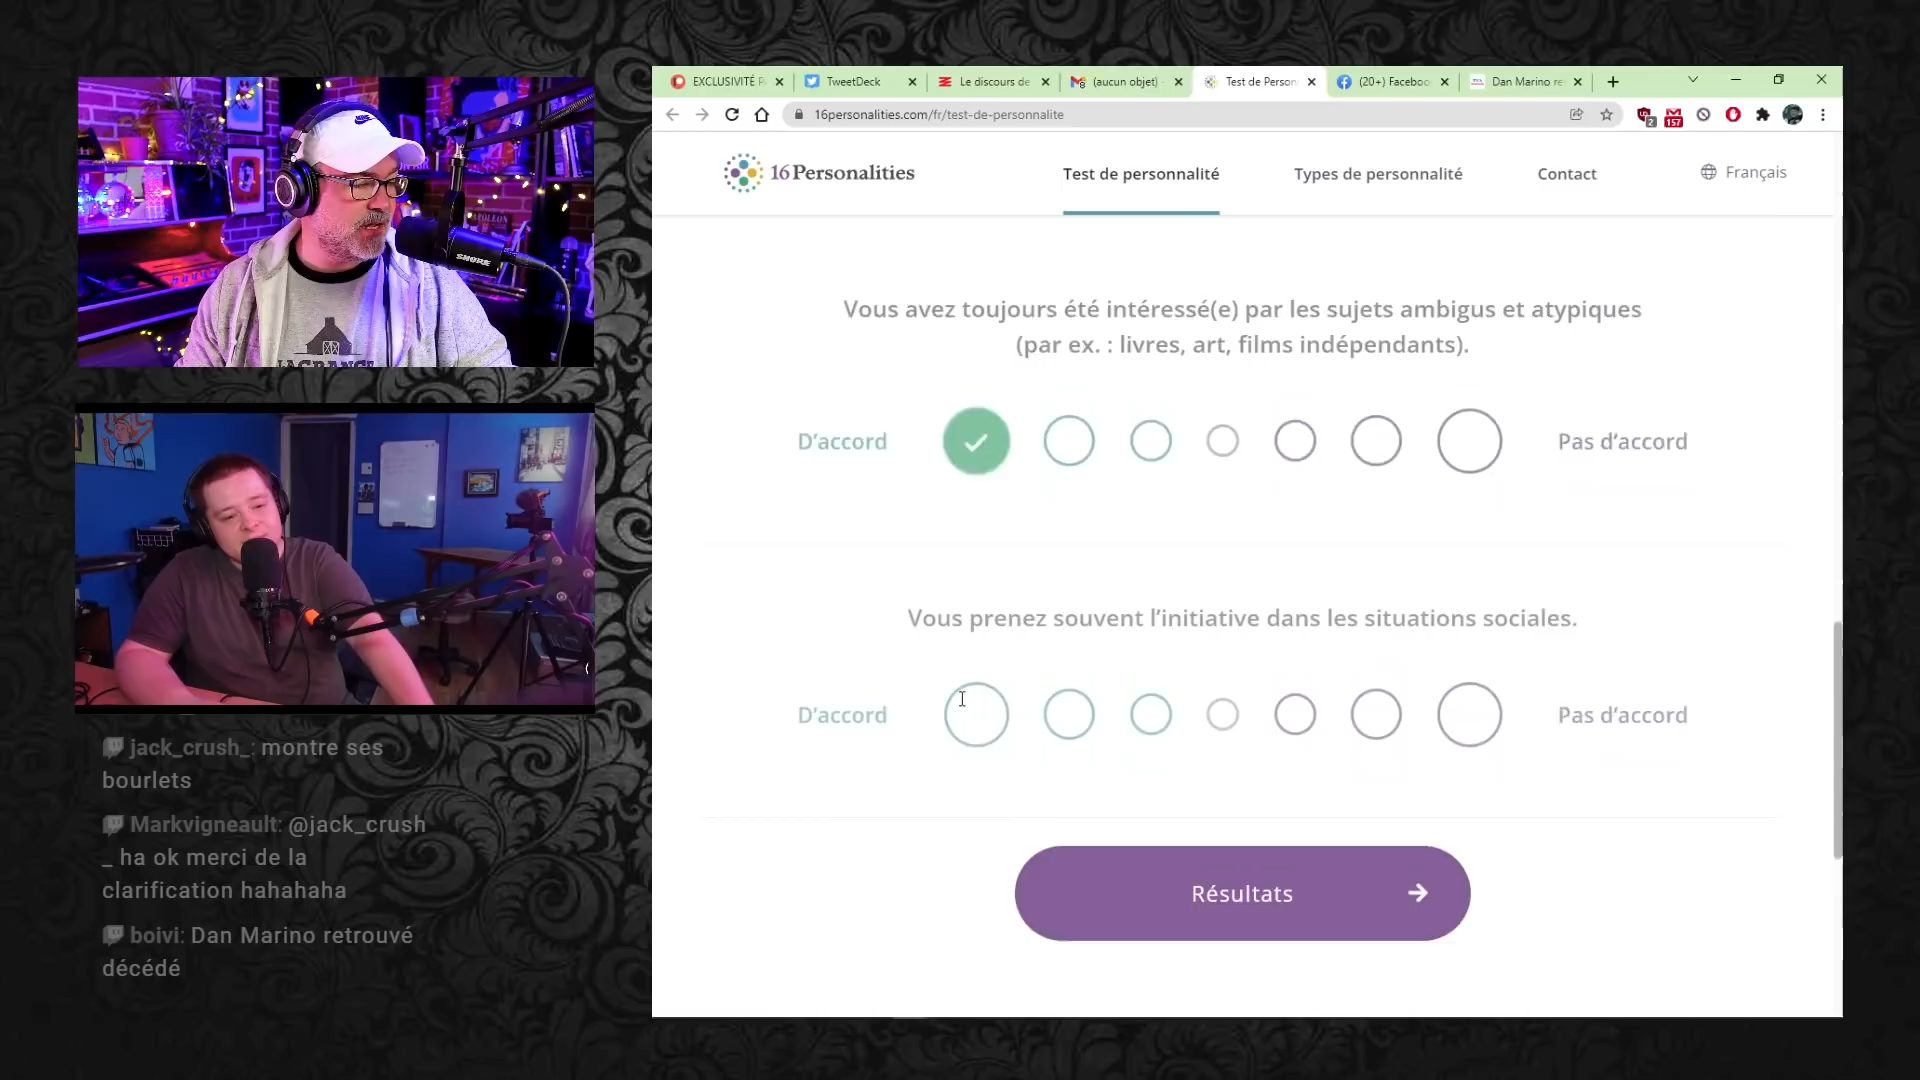 EXCLUSIVITÉ P
TweetDeck
Le discours de
(aucun objet)
Test de Person
(20+) Faceboo
Dan Marino re
16personalities.com/fr/test-de-personnalite
2
157
16Personalities
Test de personnalité
Types de personnalité
Contact
Français
Vous avez toujours été intéressé(e) par les sujets ambigus et atypiques
(par ex. : livres, art, films indépendants).
D’accord
Pas d’accord
Vous prenez souvent l’initiative dans les situations sociales.
D’accord
Pas d’accord
Résultats
SHURE
LAGRANGE
jack_crush_: montre ses
bourlets
Markvigneault: @jack_crush
_ ha ok merci de la
clarification hahahaha
boivi: Dan Marino retrouvé
décédé